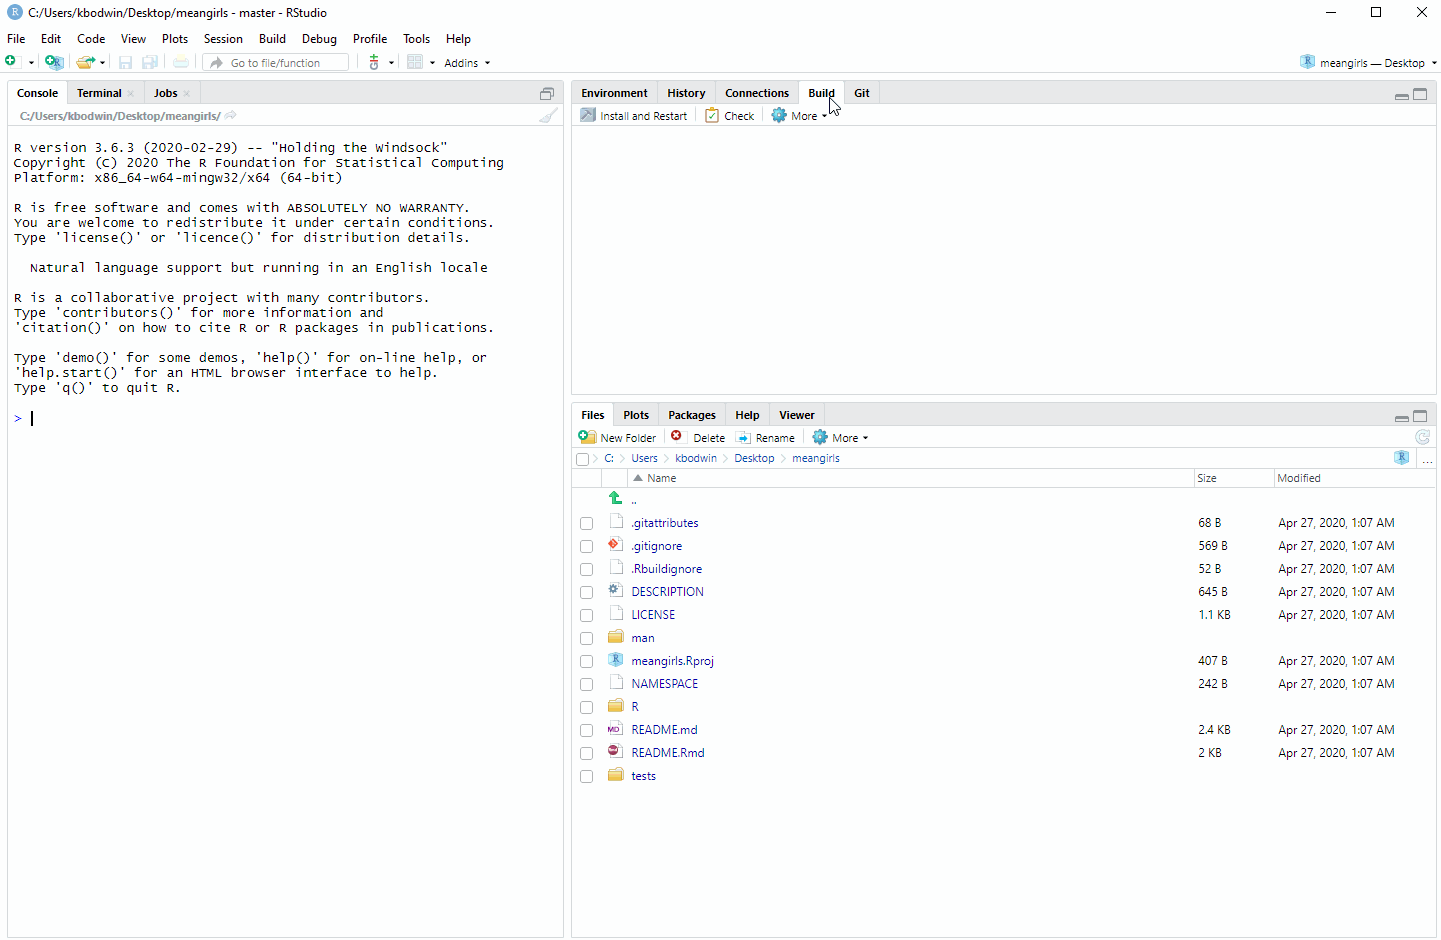 C:/Users/kbodwin/Desktop/meangirls - master - RStudio
File Edit Code View Plots Session Build Debug Profile Tools Help
Go to file/function Addins meangirls — Desktop
Console Terminal Jobs
C:/Users/kbodwin/Desktop/meangirls/
R version 3.6.3 (2020-02-29) -- "Holding the Windsock"
Copyright (C) 2020 The R Foundation for Statistical Computing
Platform: x86_64-w64-mingw32/x64 (64-bit)
R is free software and comes with ABSOLUTELY NO WARRANTY.
You are welcome to redistribute it under certain conditions.
Type 'license()' or 'licence()' for distribution details.
Natural language support but running in an English locale
R is a collaborative project with many contributors.
Type 'contributors()' for more information and
'citation()' on how to cite R or R packages in publications.
Type 'demo()' for some demos, 'help()' for on-line help, or
'help.start()' for an HTML browser interface to help.
Type 'q()' to quit R.
>
Environment History Connections Build Git
Install and Restart Check More
Files Plots Packages Help Viewer
New Folder Delete Rename More
C: Users kbodwin Desktop meangirls ...
Name Size Modified
..
.gitattributes 68 B Apr 27, 2020, 1:07 AM
.gitignore 569 B Apr 27, 2020, 1:07 AM
.Rbuildignore 52 B Apr 27, 2020, 1:07 AM
DESCRIPTION 645 B Apr 27, 2020, 1:07 AM
LICENSE 1.1 KB Apr 27, 2020, 1:07 AM
man
meangirls.Rproj 407 B Apr 27, 2020, 1:07 AM
NAMESPACE 242 B Apr 27, 2020, 1:07 AM
R
README.md 2.4 KB Apr 27, 2020, 1:07 AM
README.Rmd 2 KB Apr 27, 2020, 1:07 AM
tests